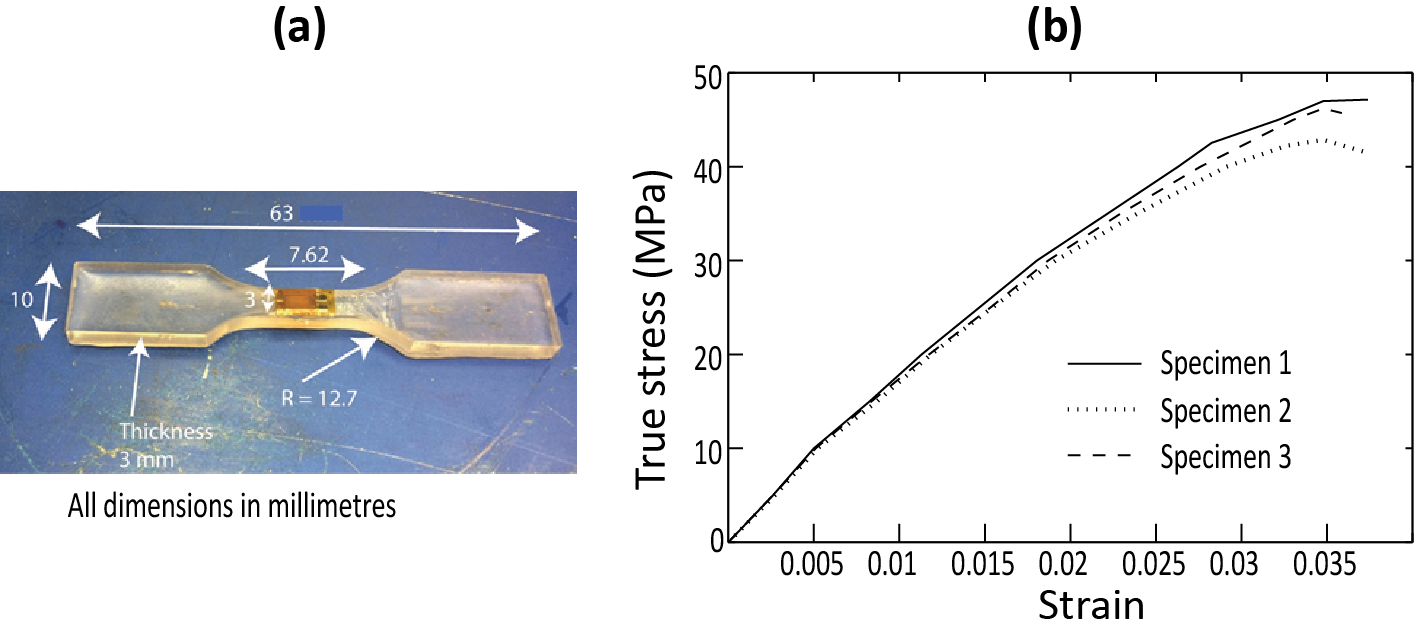 (a)
63
7.62
10
3
R = 12.7
Thickness
3 mm
All dimensions in millimetres
(b)
50
40
30
20
10
0
0.005 0.01 0.015 0.02 0.025 0.03 0.035
True stress (MPa)
Strain
Specimen 1
Specimen 2
Specimen 3